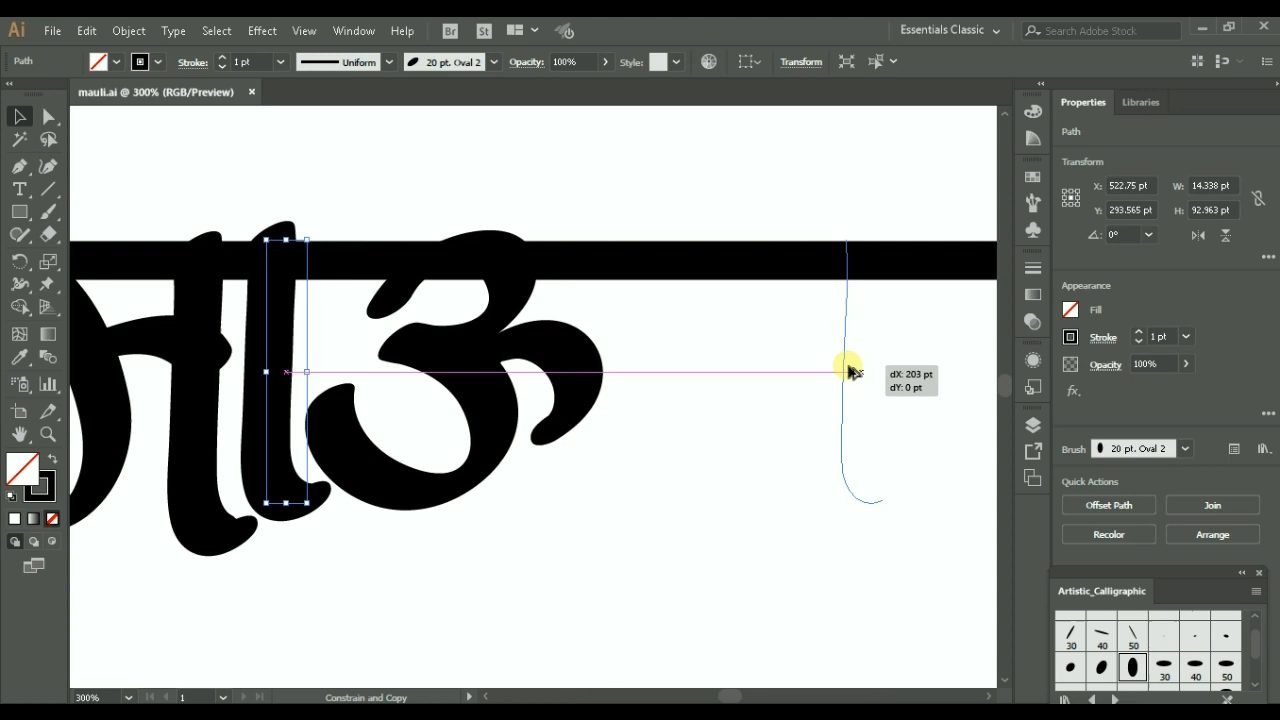 Ai File Edit Object Type Select Effect View Window Help Br St Essentials Classic Search Adobe Stock
Path Stroke: 1 pt Uniform 20 pt. Oval 2 Opacity: 100% Style: Transform
mauli.ai @ 300% (RGB/Preview)
dX: 203 pt
dY: 0 pt
Properties Libraries
Path
Transform
X: 522.75 pt W: 14.338 pt
Y: 293.565 pt H: 92.963 pt
0°
Appearance
Fill
Stroke 1 pt
Opacity 100%
fx.
Brush 20 pt. Oval 2
Quick Actions
Offset Path Join
Recolor Arrange
Artistic_Calligraphic
30 40 50
30 40 50
300% 1 Constrain and Copy